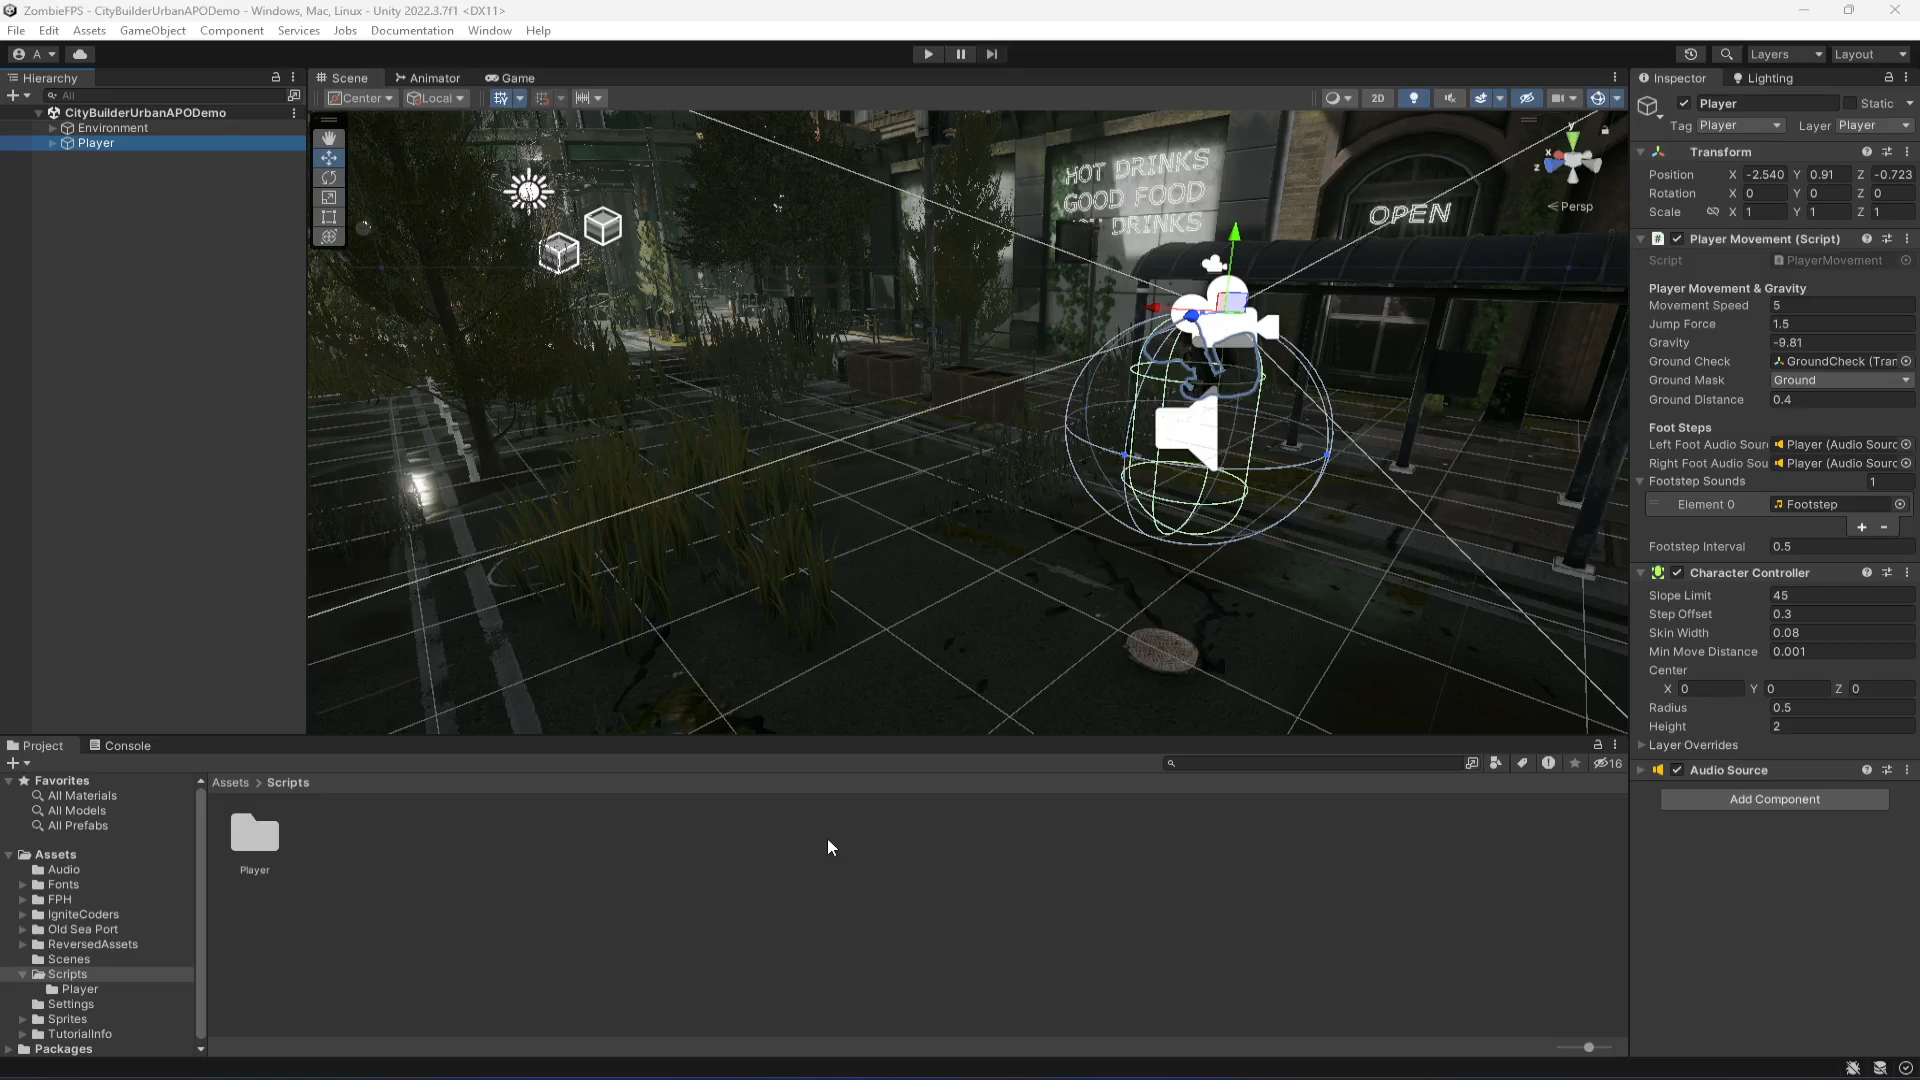 ZombieFPS - CityBuilderUrbanAPODemo - Windows, Mac, Linux - Unity 2022.3.7f1 <DX11>
File Edit Assets GameObject Component Services Jobs Documentation Window Help
A Layers Layout
Hierarchy
All
CityBuilderUrbanAPODemo
Environment
Player
Scene Animator Game
Center Local 2D
HOT DRINKS
GOOD FOOD
DRINKS
OPEN
y
x
z
Persp
Inspector Lighting
Player Static
Tag Player Layer Player
Transform
Position X -2.540 Y 0.91 Z -0.723
Rotation X 0 Y 0 Z 0
Scale X 1 Y 1 Z 1
# Player Movement (Script)
Script PlayerMovement
Player Movement & Gravity
Movement Speed 5
Jump Force 1.5
Gravity -9.81
Ground Check GroundCheck (Tran
Ground Mask Ground
Ground Distance 0.4
Foot Steps
Left Foot Audio Sour Player (Audio Sourc
Right Foot Audio Sou Player (Audio Sourc
Footstep Sounds 1
Element 0 Footstep
+ -
Footstep Interval 0.5
Character Controller
Slope Limit 45
Step Offset 0.3
Skin Width 0.08
Min Move Distance 0.001
Center
X 0 Y 0 Z 0
Radius 0.5
Height 2
Layer Overrides
Audio Source
Add Component
Project Console
16
Favorites
All Materials
All Models
All Prefabs
Assets
Audio
Fonts
FPH
IgniteCoders
Old Sea Port
ReversedAssets
Scenes
Scripts
Player
Settings
Sprites
TutorialInfo
Packages
Assets > Scripts
Player